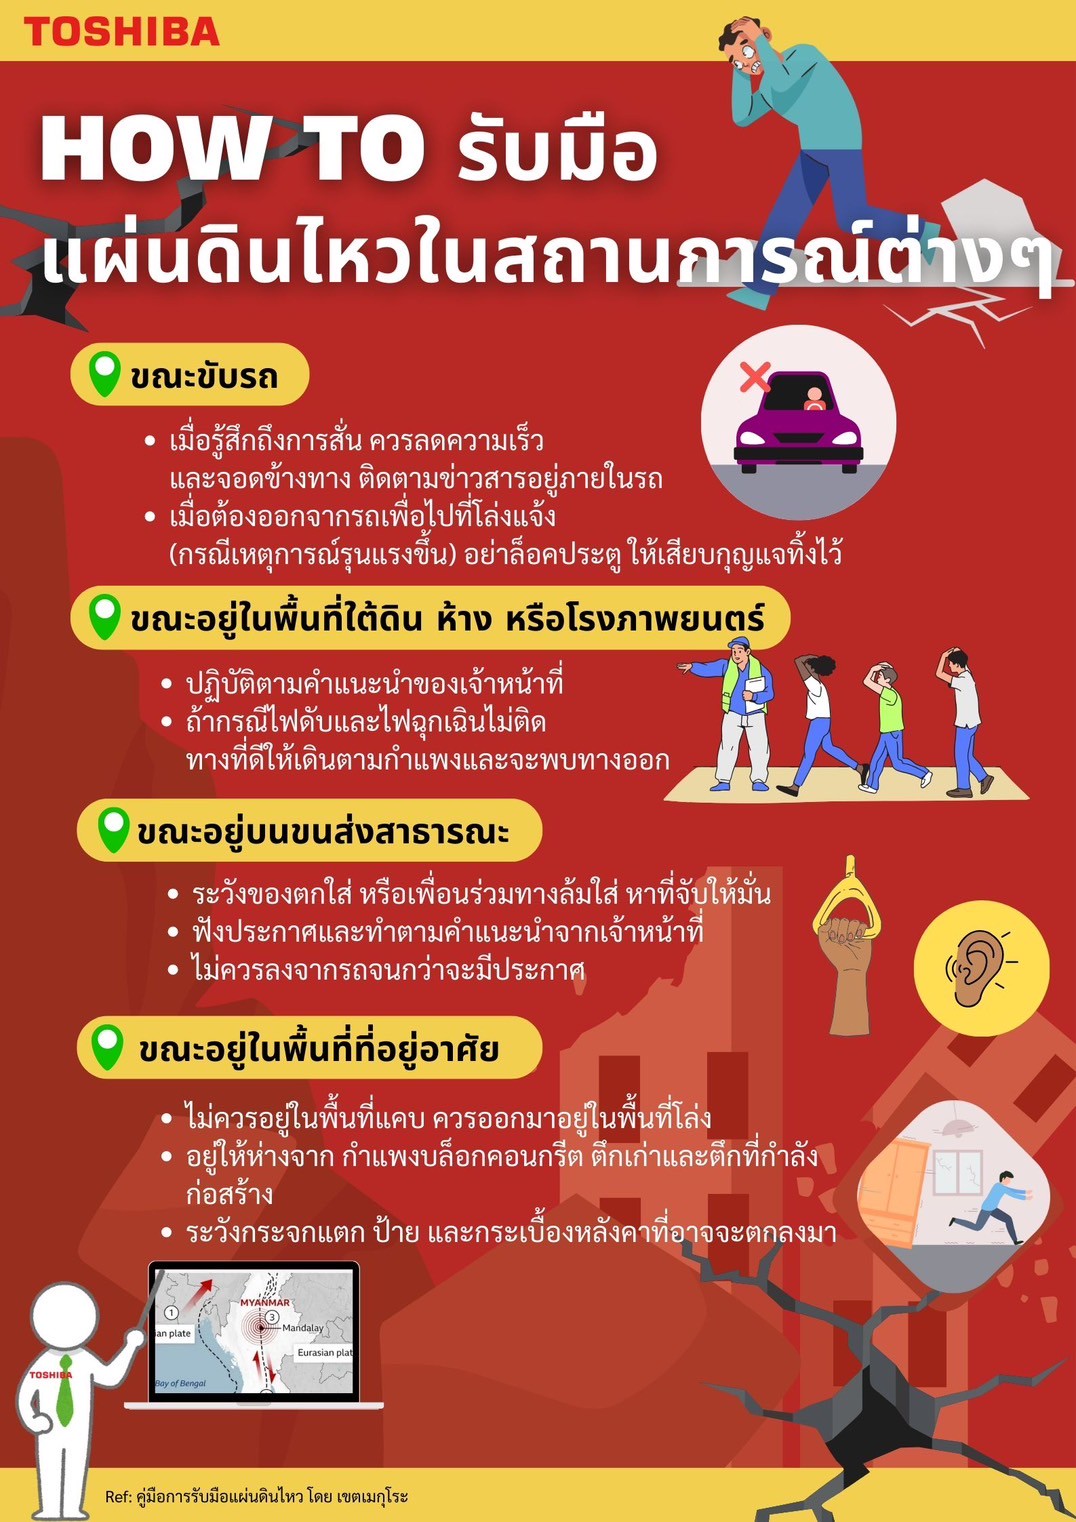 TOSHIBA
HOW TO รับมือ
แผ่นดินไหวในสถานการณ์ต่างๆ
ขณะขับรถ
• เมื่อรู้สึกถึงการสั่น ควรลดความเร็ว
และจอดข้างทาง ติดตามข่าวสารอยู่ภายในรถ
• เมื่อต้องออกจากรถเพื่อไปที่โล่งแจ้ง
(กรณีเหตุการณ์รุนแรงขึ้น) อย่าล็อคประตู ให้เสียบกุญแจทิ้งไว้
ขณะอยู่ในพื้นที่ใต้ดิน ห้าง หรือโรงภาพยนตร์
• ปฏิบัติตามคำแนะนำของเจ้าหน้าที่
• ถ้ากรณีไฟดับและไฟฉุกเฉินไม่ติด
ทางที่ดีให้เดินตามกำแพงและจะพบทางออก
ขณะอยู่บนขนส่งสาธารณะ
• ระวังของตกใส่ หรือเพื่อนร่วมทางล้มใส่ หาที่จับให้มั่น
• ฟังประกาศและทำตามคำแนะนำจากเจ้าหน้าที่
• ไม่ควรลงจากรถจนกว่าจะมีประกาศ
ขณะอยู่ในพื้นที่ที่อยู่อาศัย
• ไม่ควรอยู่ในพื้นที่แคบ ควรออกมาอยู่ในพื้นที่โล่ง
• อยู่ให้ห่างจาก กำแพงบล็อกคอนกรีต ตึกเก่าและตึกที่กำลัง
ก่อสร้าง
• ระวังกระจกแตก ป้าย และกระเบื้องหลังคาที่อาจจะตกลงมา
MYANMAR
1
3
Mandalay
ian plate
Eurasian plat
Bay of Bengal
TOSHIBA
Ref: คู่มือการรับมือแผ่นดินไหว โดย เขตเมกุโระ